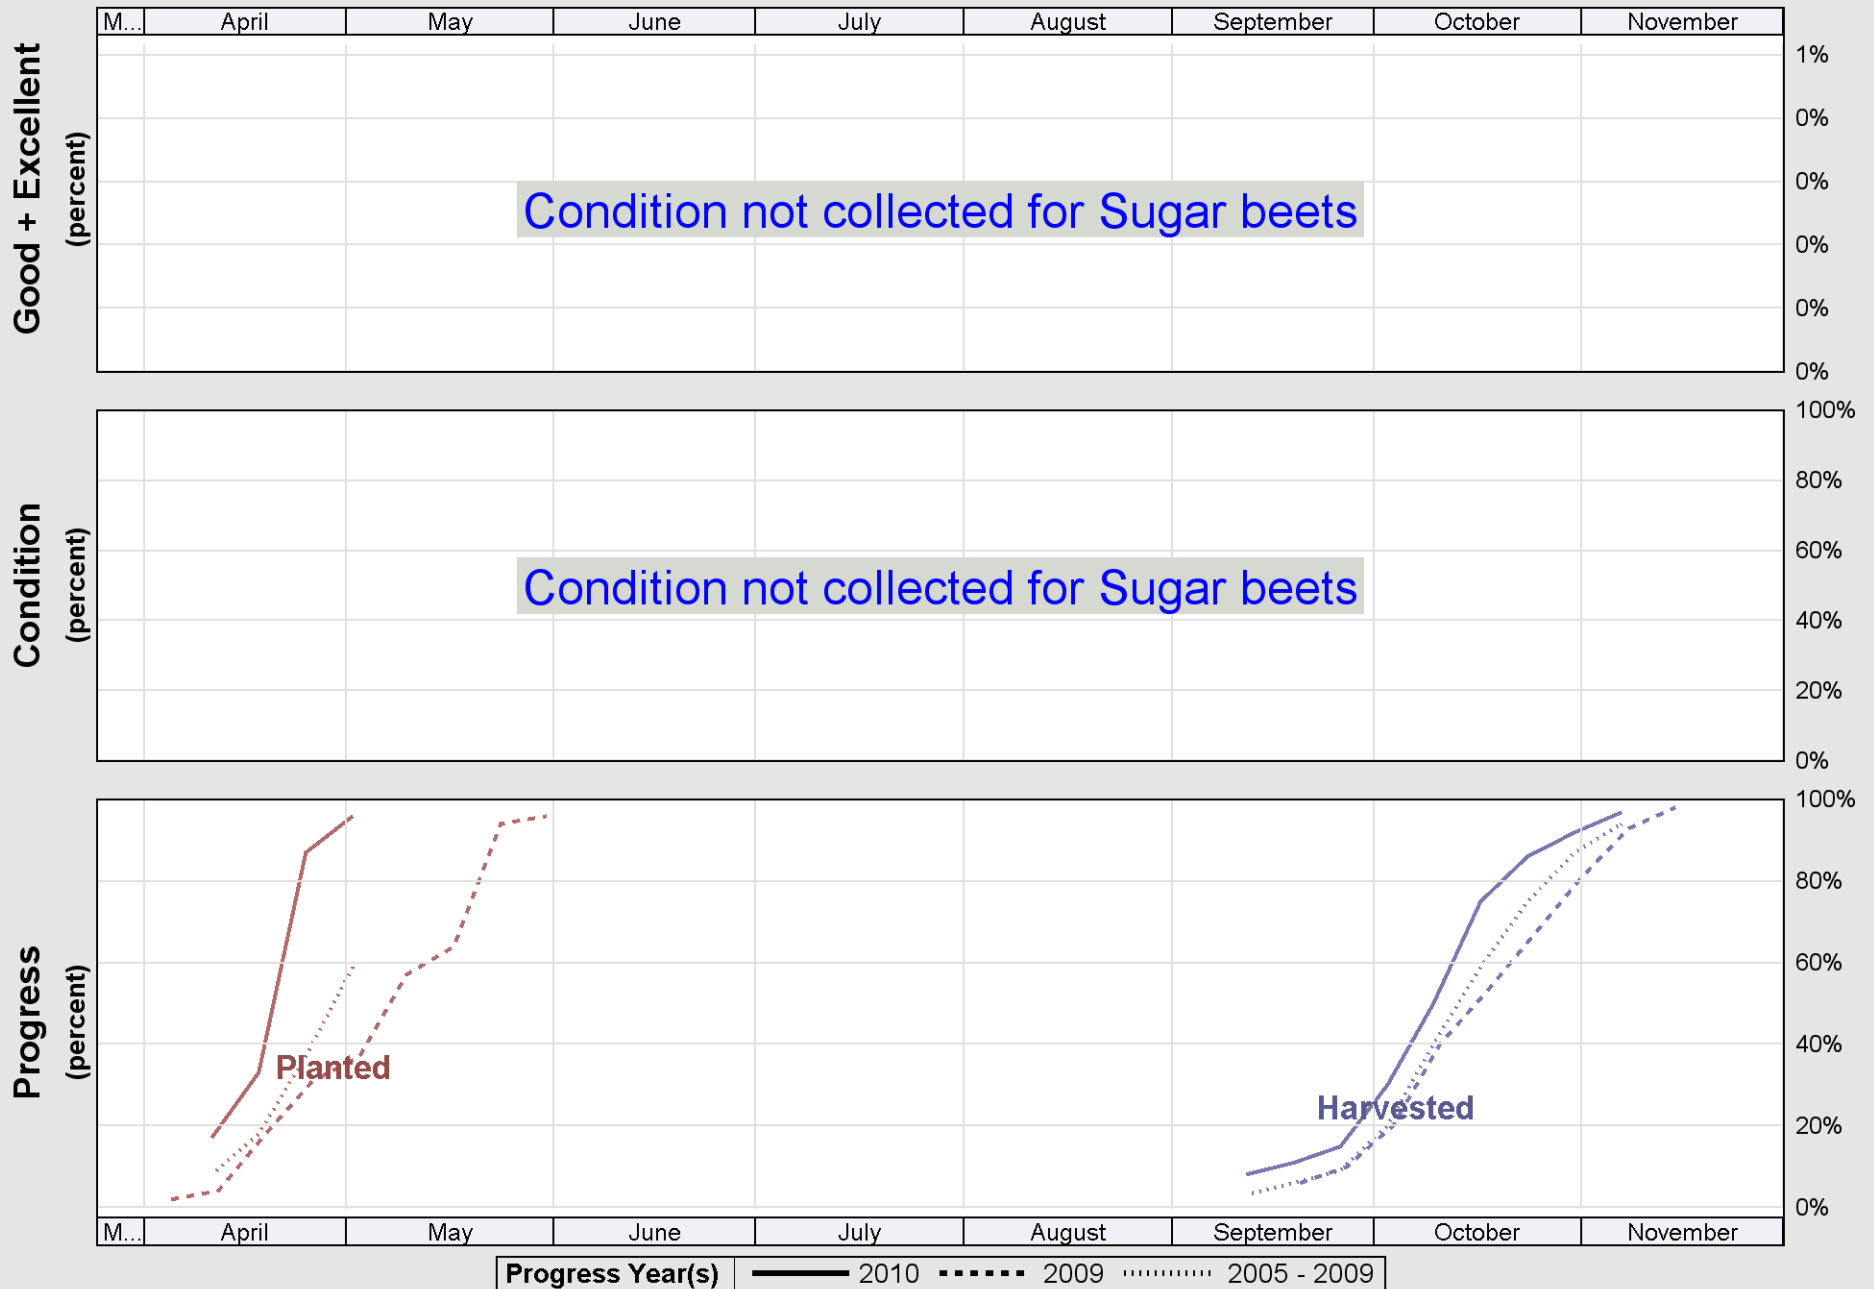 M... April May June July August September October November
Good + Excellent
(percent)
1%
0%
0%
0%
0%
0%
Condition not collected for Sugar beets
Condition
(percent)
100%
80%
60%
40%
20%
0%
Condition not collected for Sugar beets
Progress
(percent)
100%
80%
60%
40%
20%
0%
Planted
Harvested
M... April May June July August September October November
Progress Year(s) 2010 2009 2005 - 2009